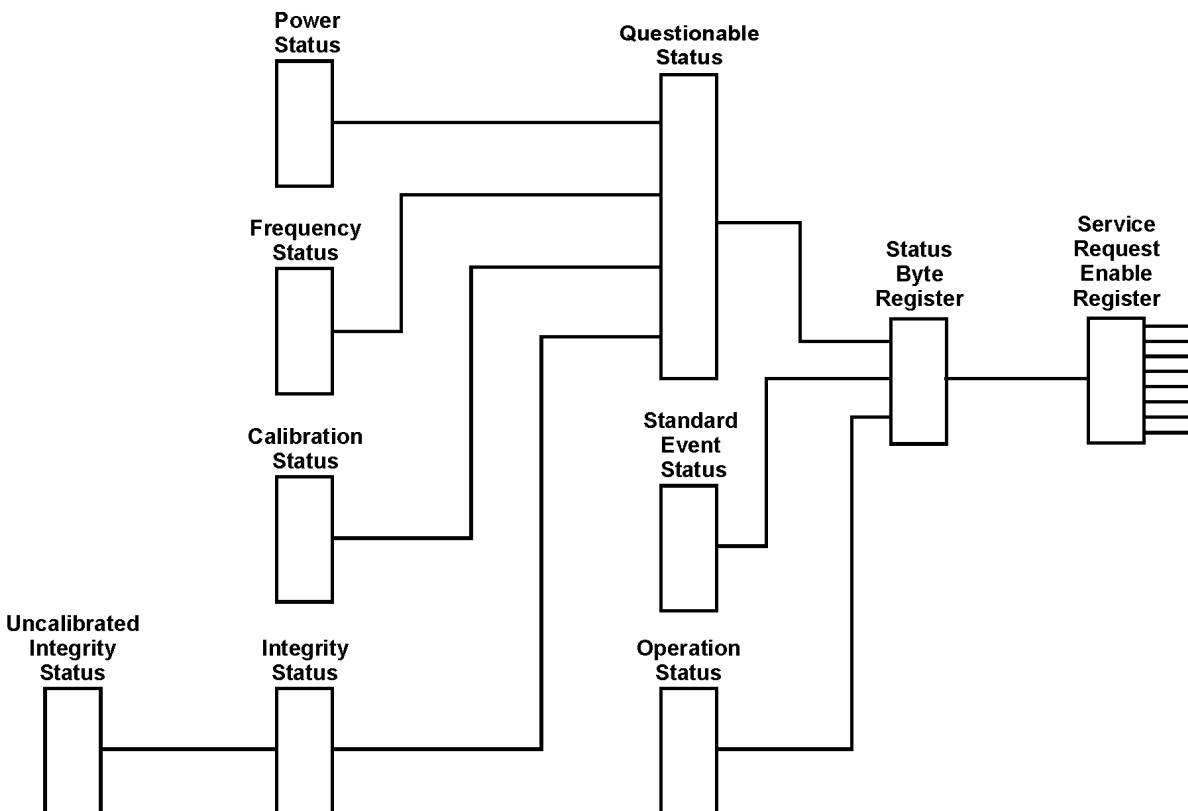 Power
Status
Questionable
Status
Frequency
Status
Service
Request
Enable
Register
Status
Byte
Register
Calibration
Status
Standard
Event
Status
Uncalibrated
Integrity
Status
Integrity
Status
Operation
Status